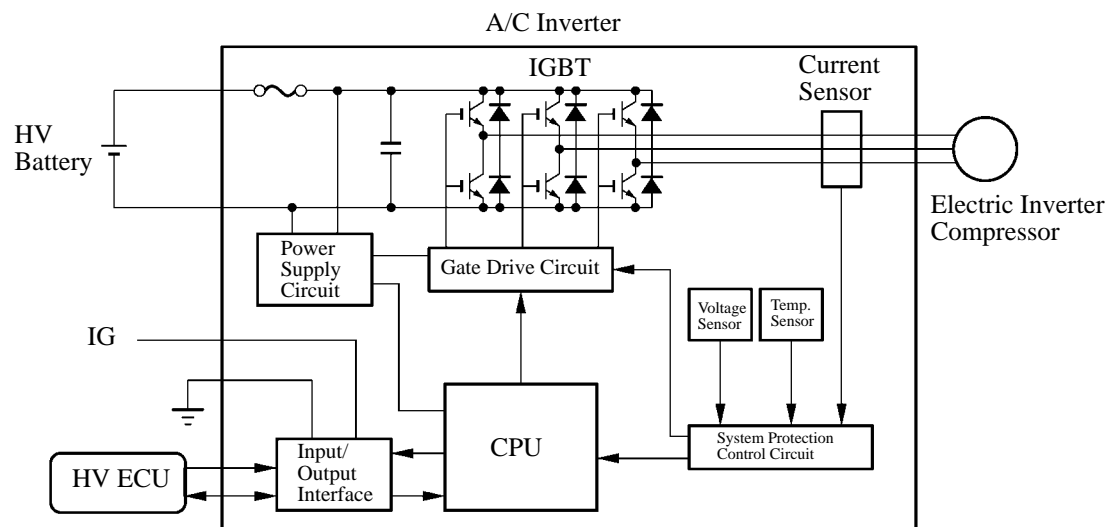 A/C Inverter
IGBT
Current
Sensor
HV
Battery
Electric Inverter
Compressor
Power
Supply
Circuit
Gate Drive Circuit
Voltage
Sensor
Temp.
Sensor
IG
CPU
System Protection
Control Circuit
Input/
Output
Interface
HV ECU